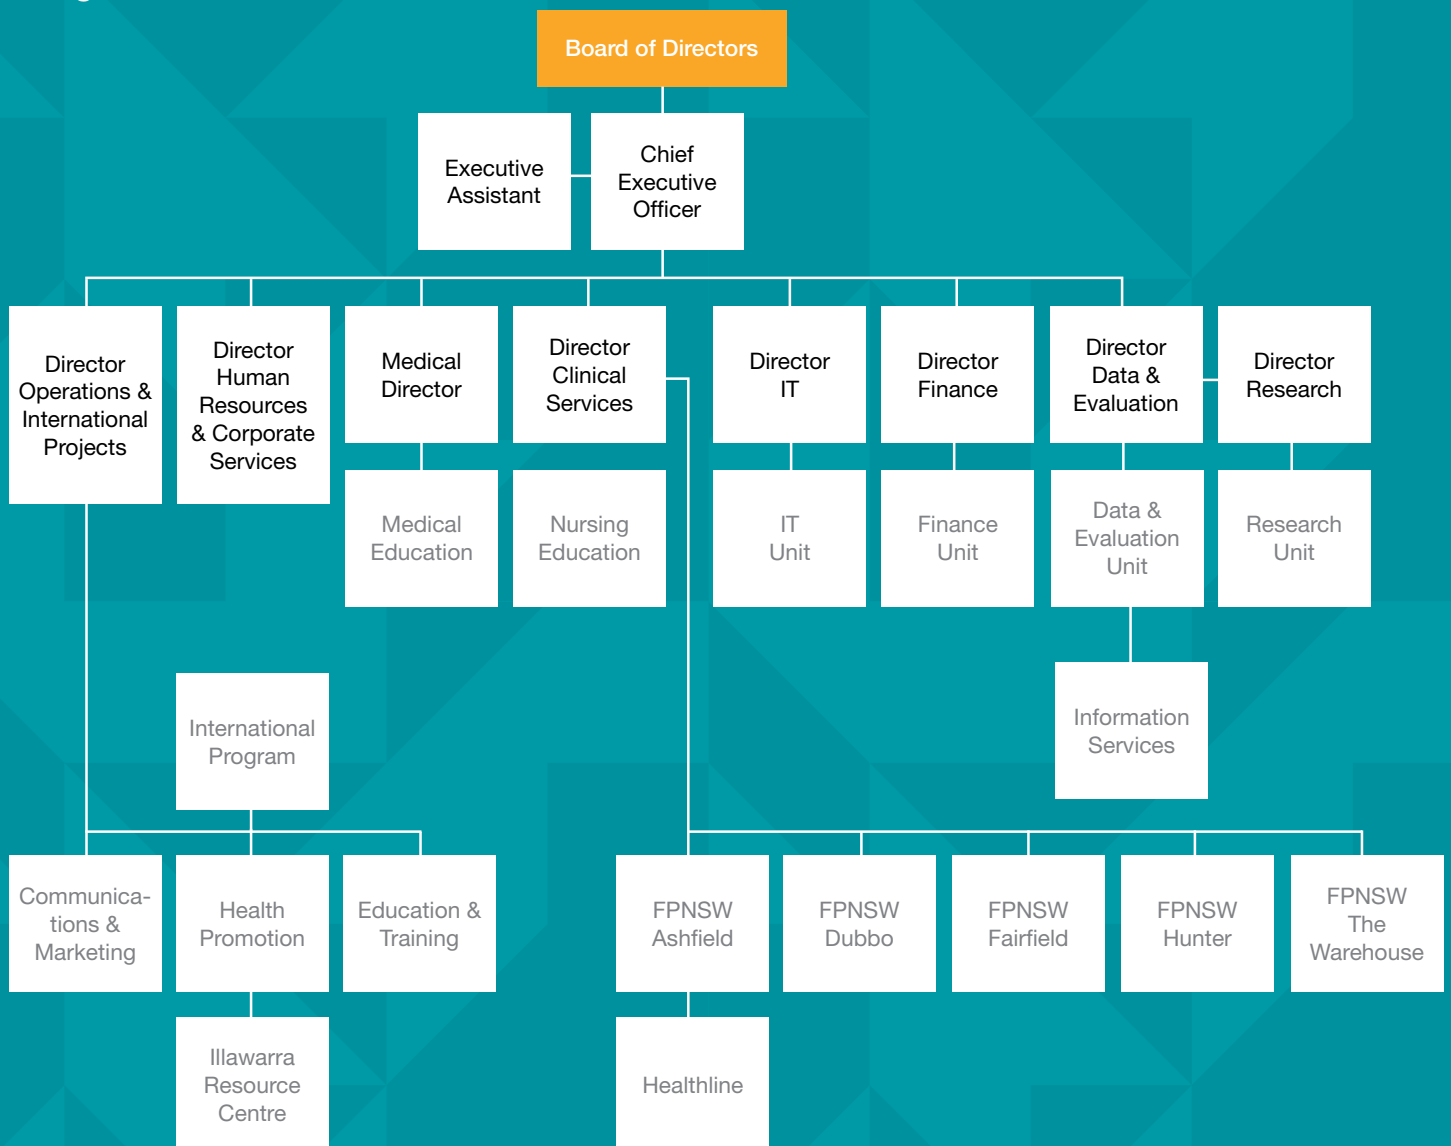 Board of Directors
Executive
Assistant
Chief
Executive
Officer
Director
Operations &
International
Projects
Director
Human
Resources
& Corporate
Services
Medical
Director
Director
Clinical
Services
Director
IT
Director
Finance
Director
Data &
Evaluation
Director
Research
Medical
Education
Nursing
Education
IT
Unit
Finance
Unit
Data &
Evaluation
Unit
Research
Unit
International
Program
Information
Services
Communica-
tions &
Marketing
Health
Promotion
Education &
Training
FPNSW
Ashfield
FPNSW
Dubbo
FPNSW
Fairfield
FPNSW
Hunter
FPNSW
The
Warehouse
Illawarra
Resource
Centre
Healthline